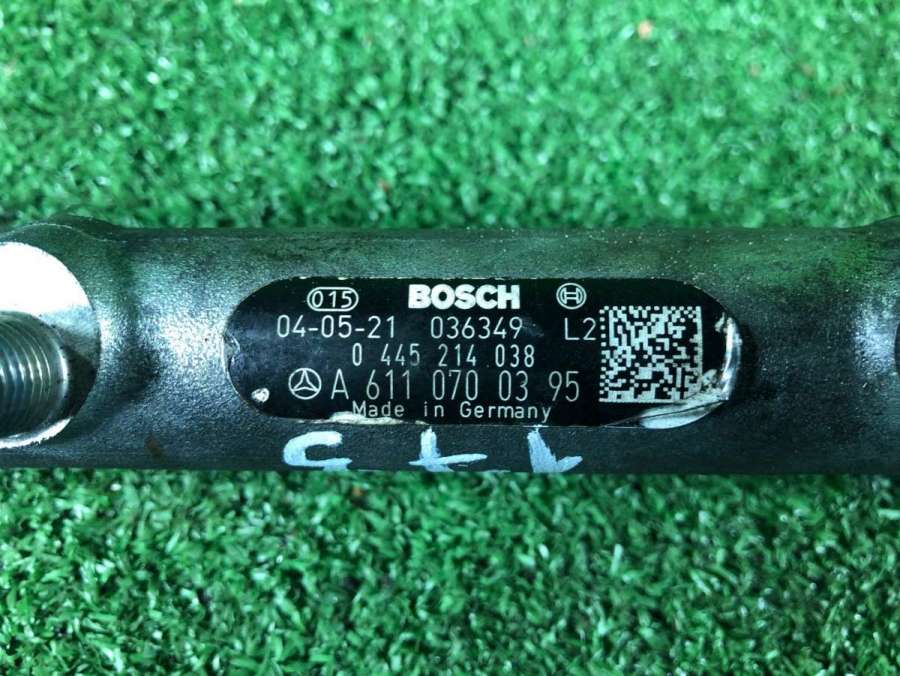 015 BOSCH
04-05-21 036349 L2
0 445 214 038
A 611 070 03 95
Made in Germany